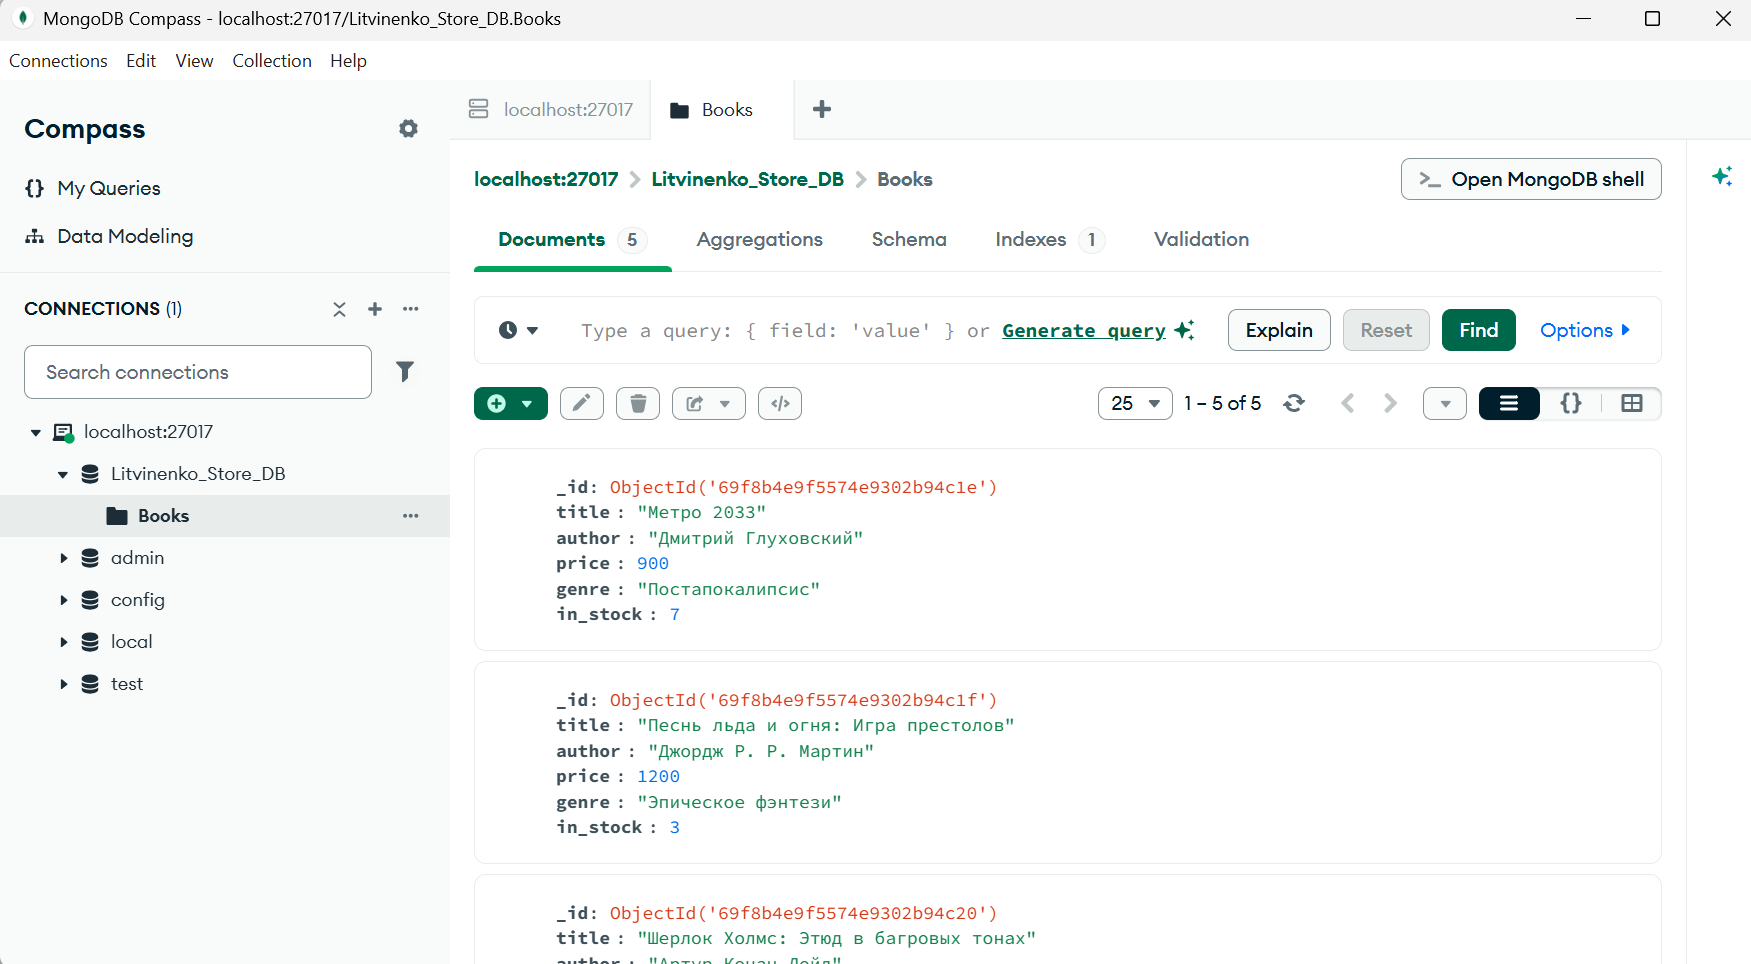 MongoDB Compass - localhost:27017/Litvinenko_Store_DB.Books
Connections Edit View Collection Help
Compass
My Queries
Data Modeling
CONNECTIONS (1)
Search connections
localhost:27017
Litvinenko_Store_DB
Books
admin
config
local
test
localhost:27017 Books
localhost:27017 > Litvinenko_Store_DB > Books
>_ Open MongoDB shell
Documents 5 Aggregations Schema Indexes 1 Validation
Type a query: { field: 'value' } or Generate query Explain Reset Find Options
25 1 – 5 of 5 {}
_id: ObjectId('69f8b4e9f5574e9302b94c1e')
title : "Метро 2033"
author : "Дмитрий Глуховский"
price : 900
genre : "Постапокалипсис"
in_stock : 7
_id: ObjectId('69f8b4e9f5574e9302b94c1f')
title : "Песнь льда и огня: Игра престолов"
author : "Джордж Р. Р. Мартин"
price : 1200
genre : "Эпическое фэнтези"
in_stock : 3
_id: ObjectId('69f8b4e9f5574e9302b94c20')
title : "Шерлок Холмс: Этюд в багровых тонах"
author : "Артур Конан Дойл"